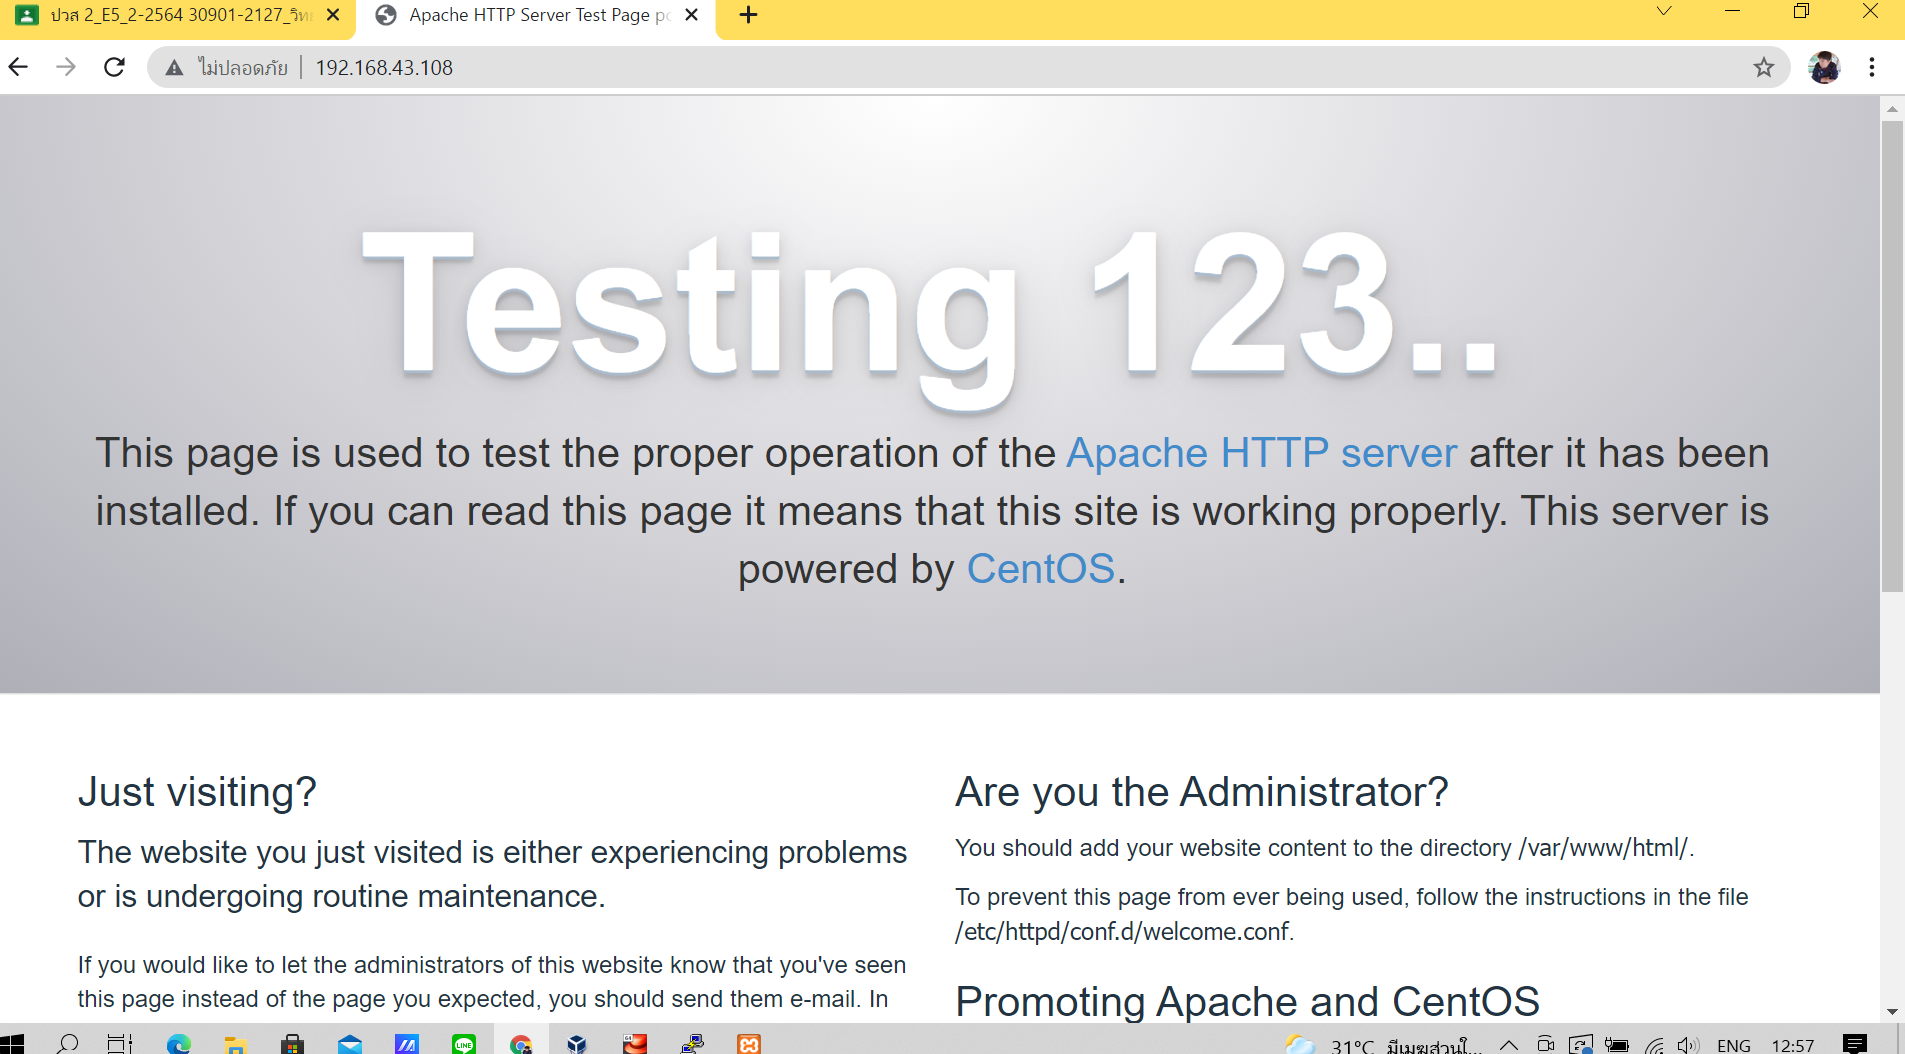 ปวส 2_E5_2-2564 30901-2127_วิท
Apache HTTP Server Test Page po
ไม่ปลอดภัย
192.168.43.108
Testing 123..
This page is used to test the proper operation of the Apache HTTP server after it has been
installed. If you can read this page it means that this site is working properly. This server is
powered by CentOS.
Just visiting?
The website you just visited is either experiencing problems
or is undergoing routine maintenance.
If you would like to let the administrators of this website know that you've seen
this page instead of the page you expected, you should send them e-mail. In
Are you the Administrator?
You should add your website content to the directory /var/www/html/.
To prevent this page from ever being used, follow the instructions in the file
/etc/httpd/conf.d/welcome.conf.
Promoting Apache and CentOS
LINE
64
31°C มีเมฆส่วนใ...
ENG
12:57